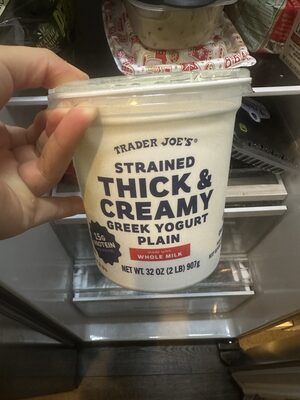 TRADER JOE'S®
STRAINED
THICK &
CREAMY
GREEK YOGURT
PLAIN
WHOLE MILK
15g
PROTEIN
NET WT. 32 OZ (2 LB) 907g